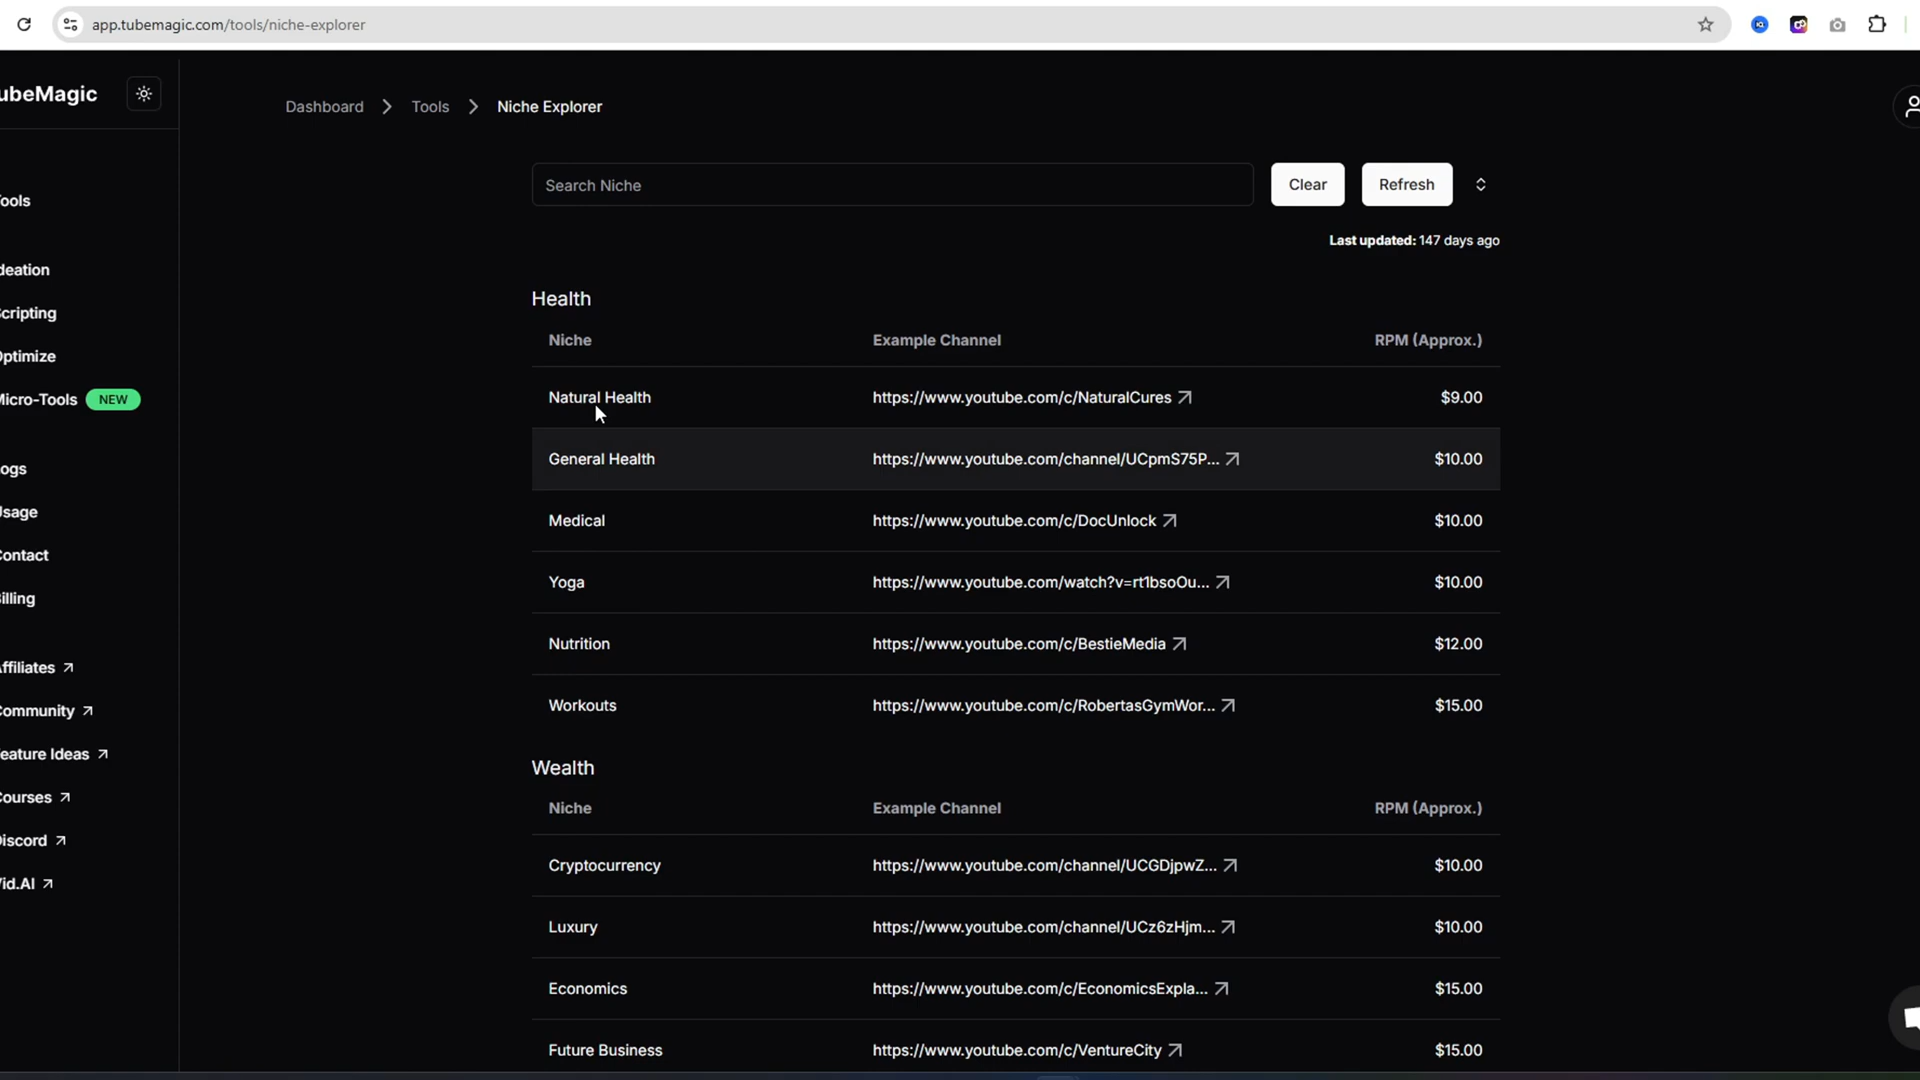 app.tubemagic.com/tools/niche-explorer
ubeMagic
Dashboard > Tools > Niche Explorer
Search Niche
Clear
Refresh
Last updated: 147 days ago
ools
deation
cripting
ptimize
icro-Tools NEW
ogs
sage
ontact
illing
ffiliates
ommunity
eature Ideas
ourses
iscord
id.AI
Health
Niche Example Channel RPM (Approx.)
Natural Health https://www.youtube.com/c/NaturalCures $9.00
General Health https://www.youtube.com/channel/UCpmS75P... $10.00
Medical https://www.youtube.com/c/DocUnlock $10.00
Yoga https://www.youtube.com/watch?v=rt1bsoOu... $10.00
Nutrition https://www.youtube.com/c/BestieMedia $12.00
Workouts https://www.youtube.com/c/RobertasGymWor... $15.00
Wealth
Niche Example Channel RPM (Approx.)
Cryptocurrency https://www.youtube.com/channel/UCGDjpwZ... $10.00
Luxury https://www.youtube.com/channel/UCz6zHjm... $10.00
Economics https://www.youtube.com/c/EconomicsExpla... $15.00
Future Business https://www.youtube.com/c/VentureCity $15.00